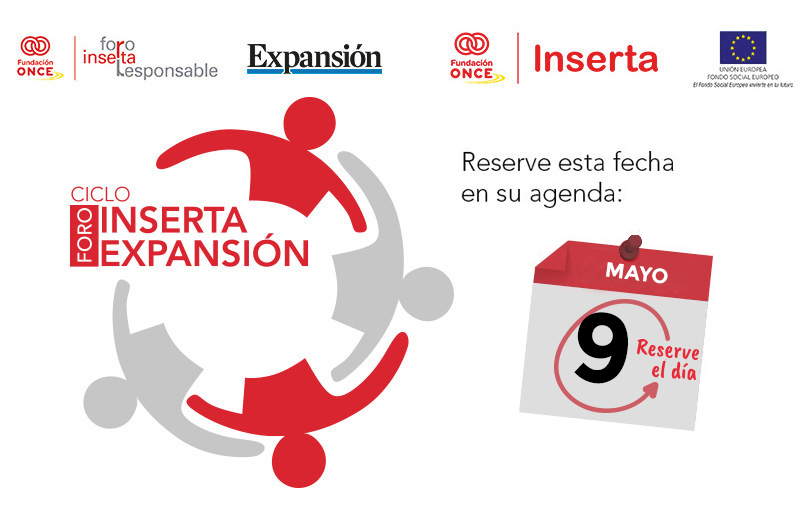 Fundación
ONCE
foro
inserta
responsable
Expansión
Fundación
ONCE
Inserta
UNIÓN EUROPEA
FONDO SOCIAL EUROPEO
El Fondo Social Europeo invierte en tu futuro
CICLO
FORO
INSERTA
EXPANSIÓN
Reserve esta fecha
en su agenda:
MAYO
9
Reserve
el día